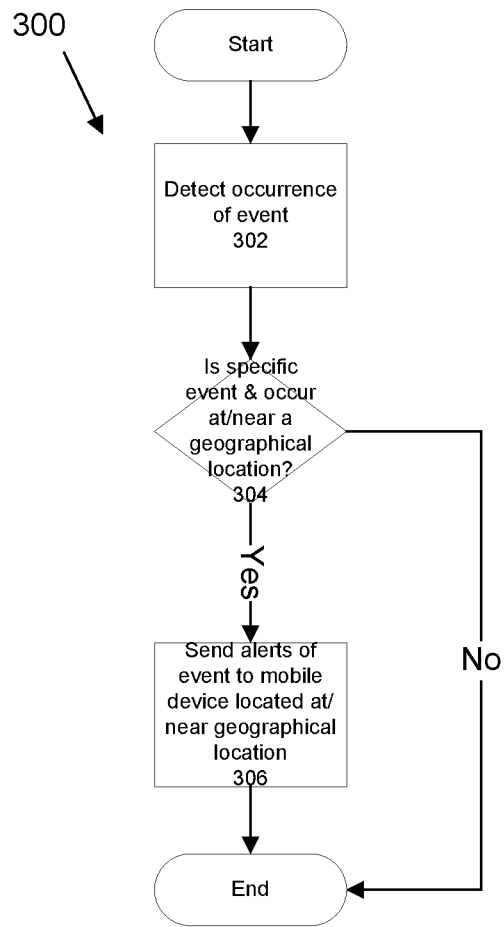 300
Start
Detect occurrence
of event
302
Is specific
event & occur
at/near a
geographical
location?
304
Yes
No
Send alerts of
event to mobile
device located at/
near geographical
location
306
End